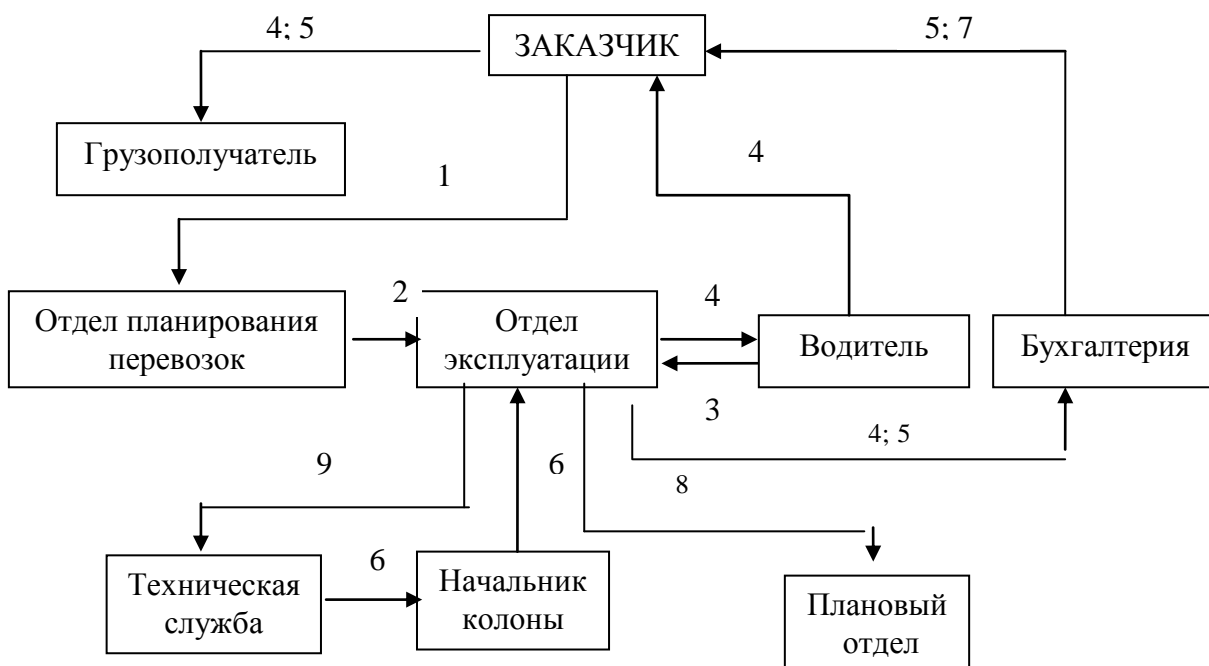 4; 5
ЗАКАЗЧИК
5; 7
Грузополучатель
4
1
Отдел планирования
перевозок
2
Отдел
эксплуатации
4
Водитель
Бухгалтерия
3
4; 5
9
6
8
Техническая
служба
6
Начальник
колоны
Плановый
отдел